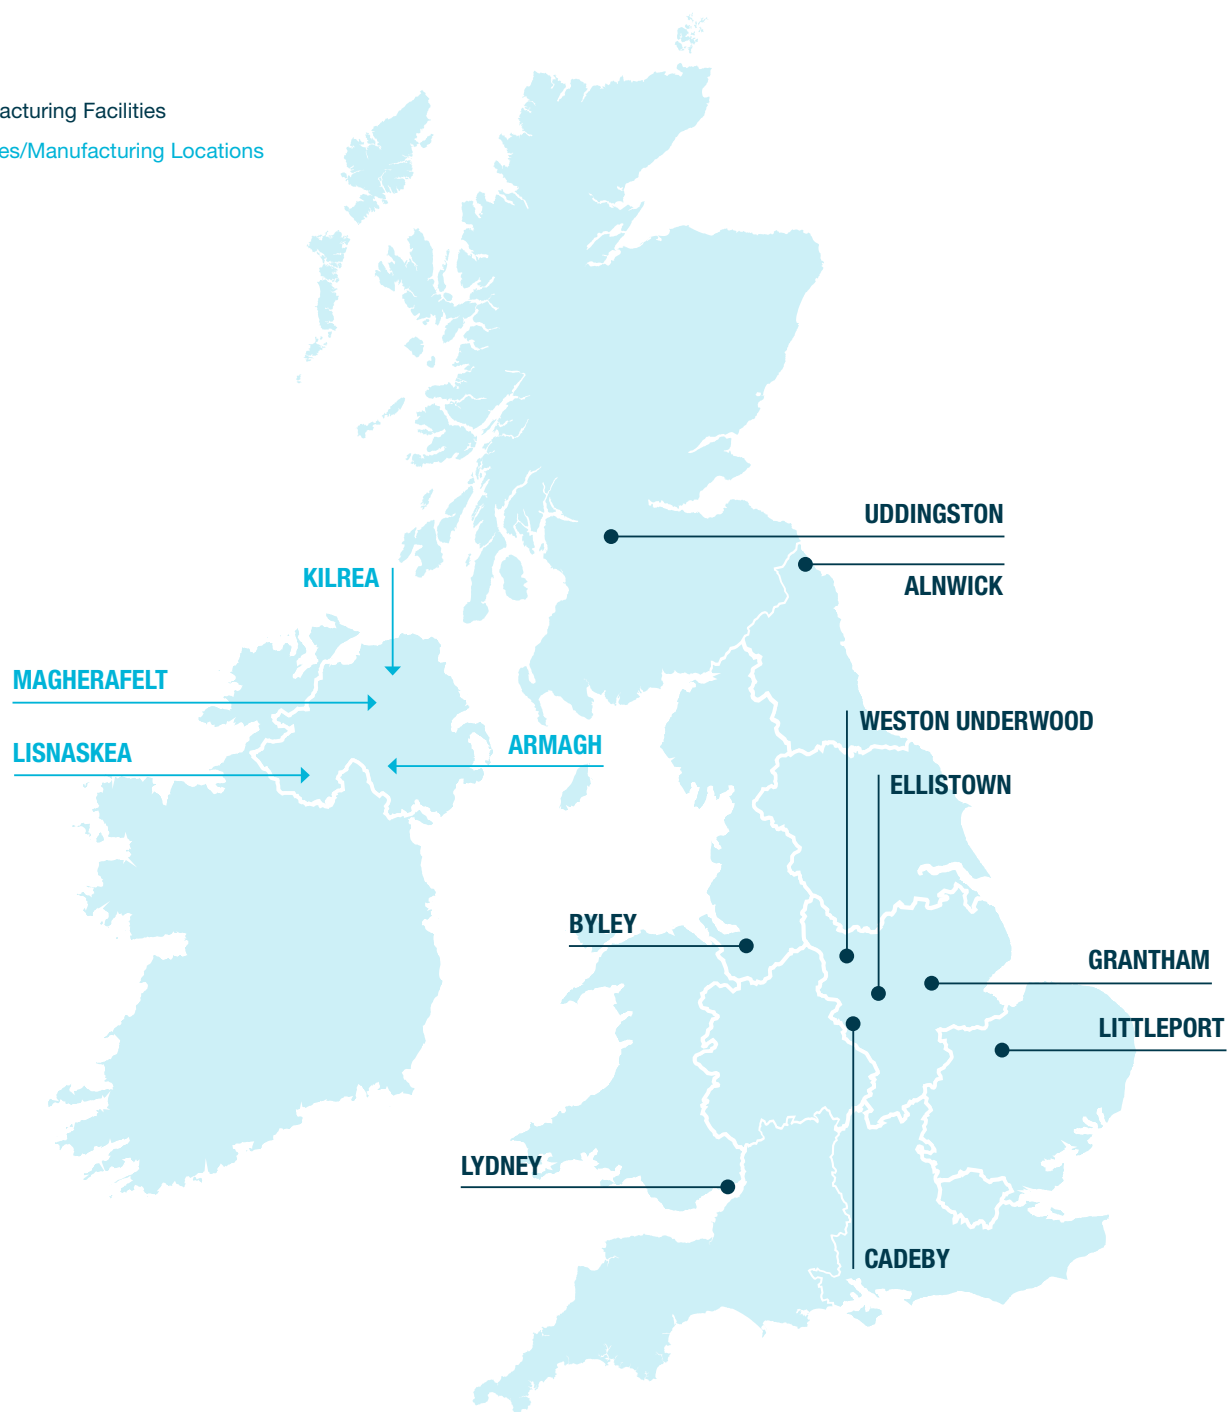 acturing Facilities
es/Manufacturing Locations
UDDINGSTON
ALNWICK
KILREA
MAGHERAFELT
LISNASKEA
ARMAGH
WESTON UNDERWOOD
ELLISTOWN
BYLEY
GRANTHAM
LITTLEPORT
LYDNEY
CADEBY